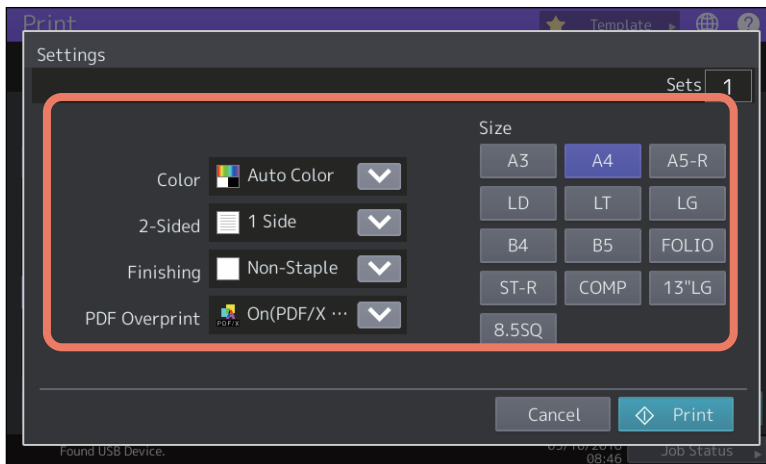 Print
Template
Settings
Sets 1
Size
A3 A4 A5-R
Color Auto Color
LD LT LG
2-Sided 1 Side
B4 B5 FOLIO
Finishing Non-Staple
ST-R COMP 13"LG
PDF Overprint PDF/X On(PDF/X ···
8.5SQ
Cancel Print
Found USB Device.
08:46
Job Status